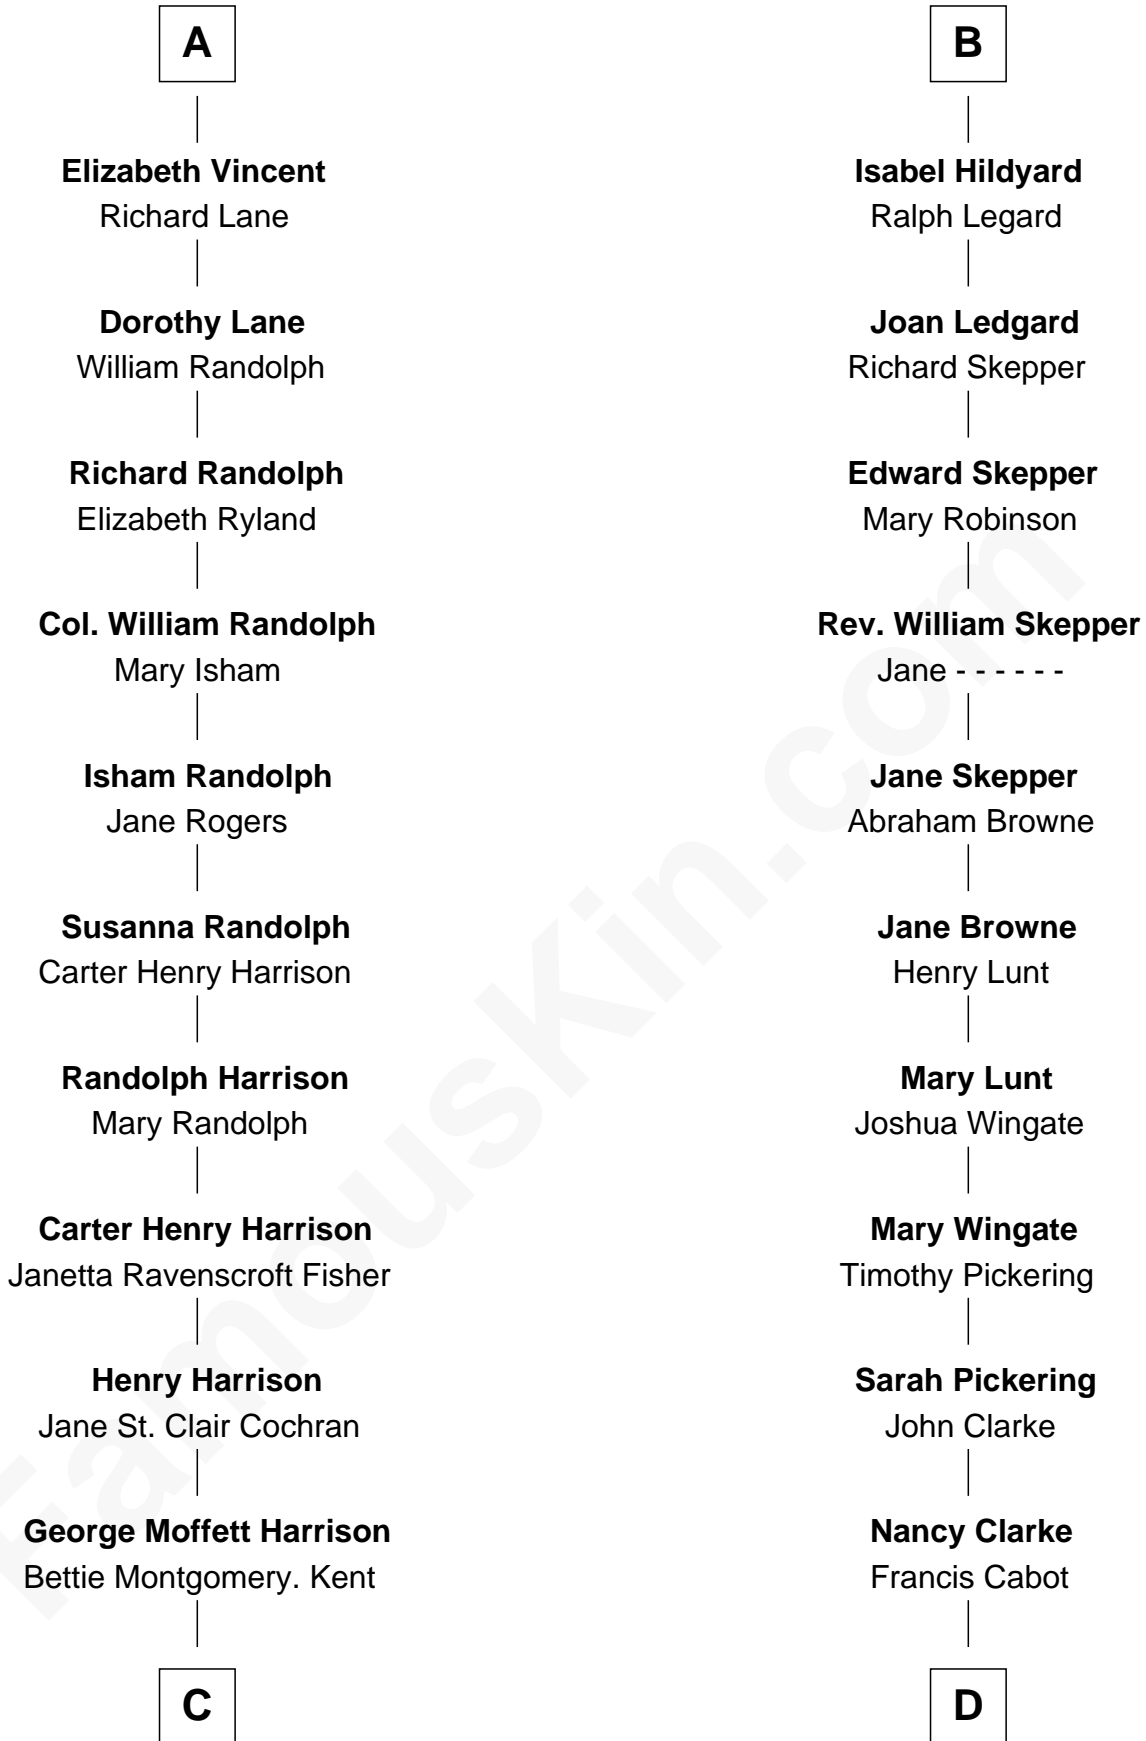 A
Elizabeth Vincent
Richard Lane
Dorothy Lane
William Randolph
Richard Randolph
Elizabeth Ryland
Col. William Randolph
Mary Isham
Isham Randolph
Jane Rogers
Susanna Randolph
Carter Henry Harrison
Randolph Harrison
Mary Randolph
Carter Henry Harrison
Janetta Ravenscroft Fisher
Henry Harrison
Jane St. Clair Cochran
George Moffett Harrison
Bettie Montgomery. Kent
C
B
Isabel Hildyard
Ralph Legard
Joan Ledgard
Richard Skepper
Edward Skepper
Mary Robinson
Rev. William Skepper
Jane - - - - - -
Jane Skepper
Abraham Browne
Jane Browne
Henry Lunt
Mary Lunt
Joshua Wingate
Mary Wingate
Timothy Pickering
Sarah Pickering
John Clarke
Nancy Clarke
Francis Cabot
D
FamousKin.com